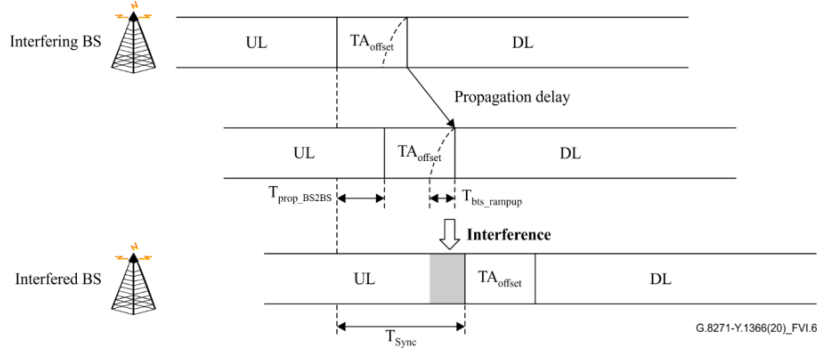 Interfering BS
UL
TAoffset
DL
Propagation delay
UL
TAoffset
DL
Tprop_BS2BS
Tbts_rampup
Interference
Interfered BS
UL
TAoffset
DL
TSync
G.8271-Y.1366(20)_FVI.6